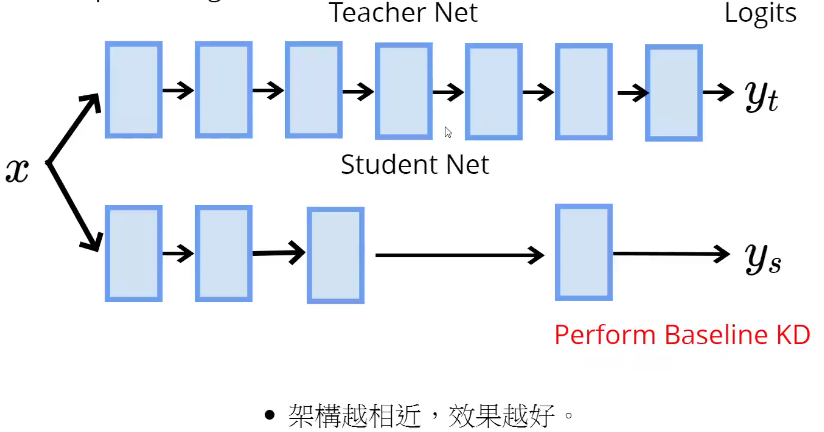 Teacher Net
Logits
y_t
x
Student Net
y_s
Perform Baseline KD
• 架構越相近，效果越好。